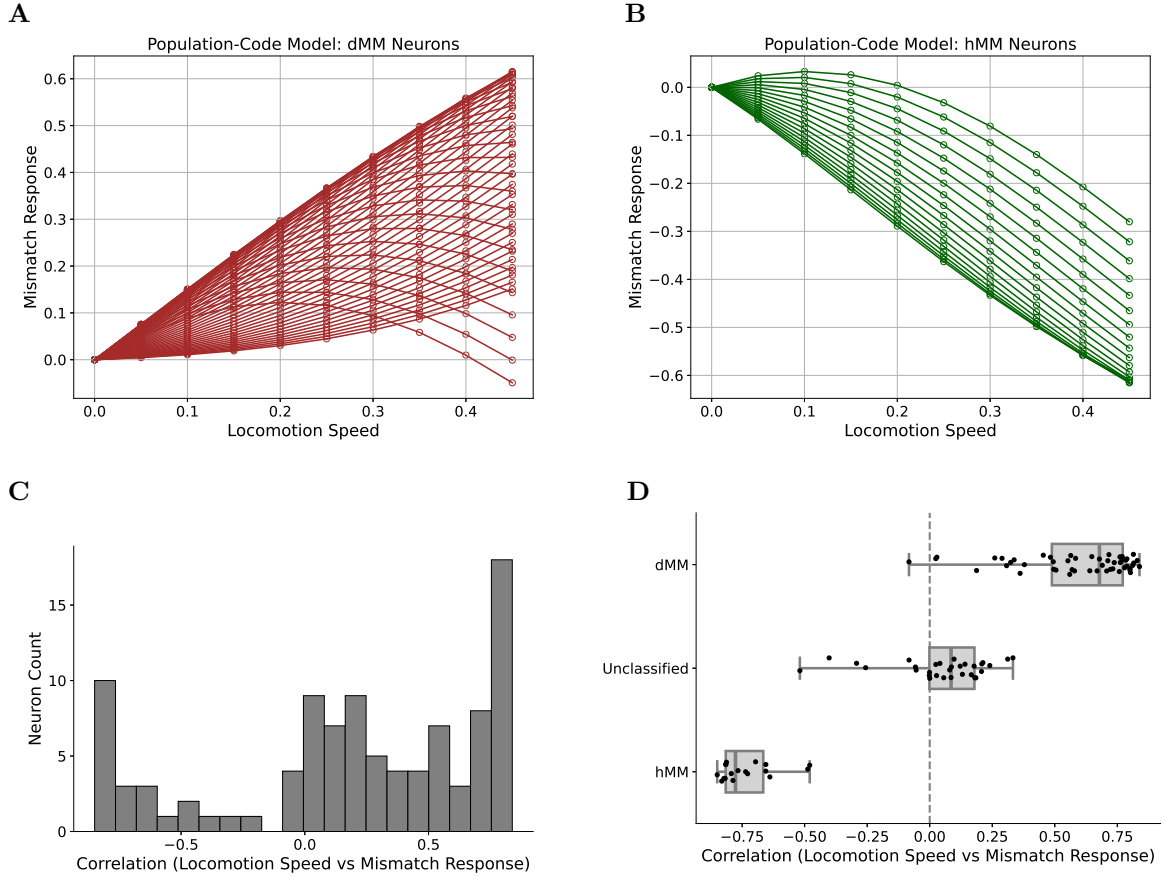 A
Population-Code Model: dMM Neurons
Mismatch Response
0.6
0.5
0.4
0.3
0.2
0.1
0.0
0.0 0.1 0.2 0.3 0.4
Locomotion Speed
B
Population-Code Model: hMM Neurons
Mismatch Response
0.0
−0.1
−0.2
−0.3
−0.4
−0.5
−0.6
0.0 0.1 0.2 0.3 0.4
Locomotion Speed
C
Neuron Count
15
10
5
0
−0.5 0.0 0.5
Correlation (Locomotion Speed vs Mismatch Response)
D
dMM
Unclassified
hMM
−0.75 −0.50 −0.25 0.00 0.25 0.50 0.75
Correlation (Locomotion Speed vs Mismatch Response)